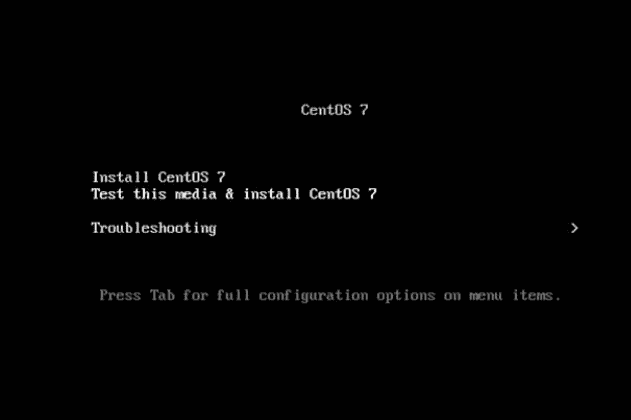 CentOS 7
Install CentOS 7
Test this media & install CentOS 7
Troubleshooting >
Press Tab for full configuration options on menu items.